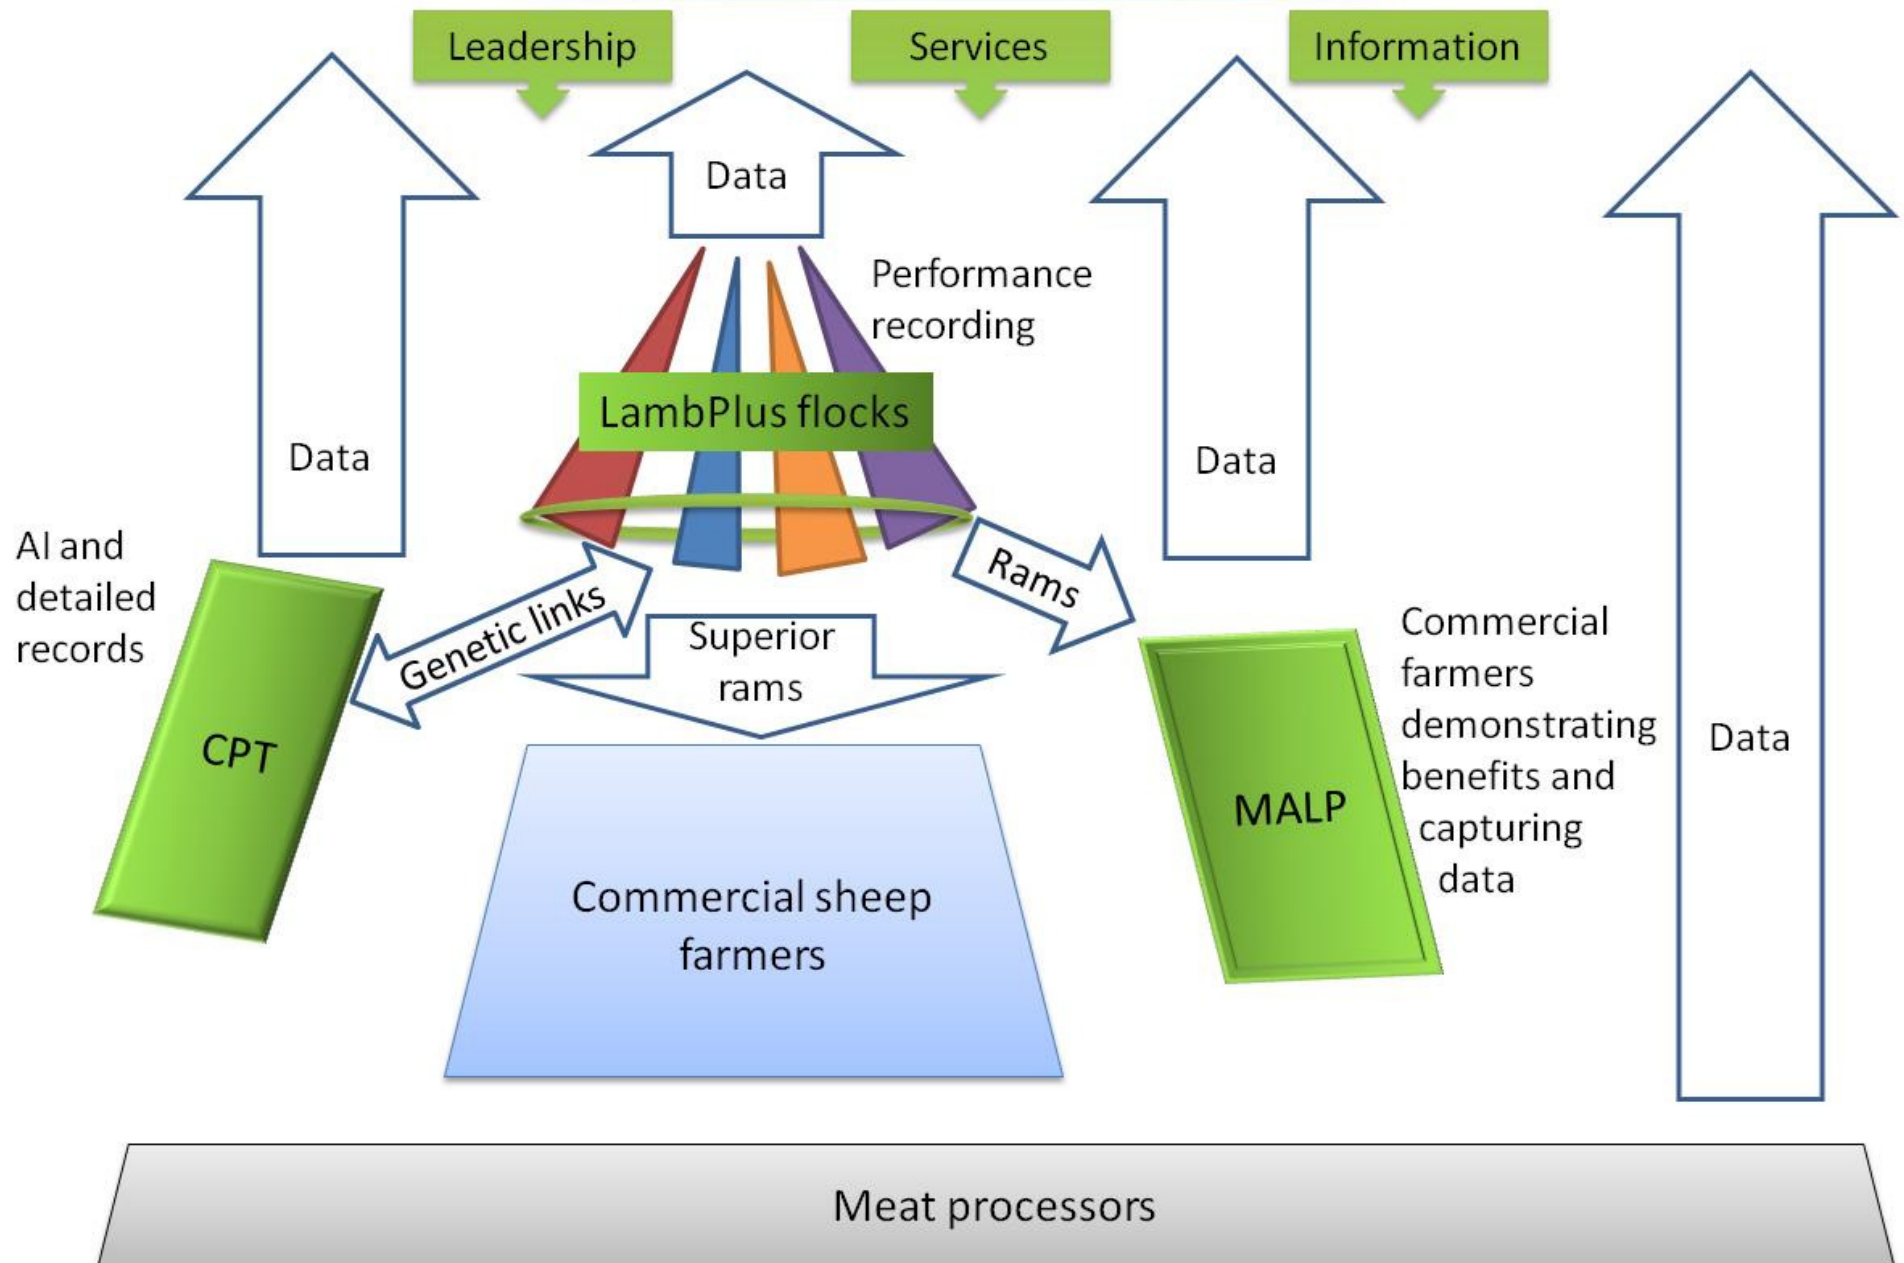 Leadership
Services
Information
Data
Performance
recording
LambPlus flocks
Data
Data
AI and
detailed
records
Genetic links
Rams
Superior
rams
CPT
MALP
Commercial
farmers
demonstrating
benefits and
capturing
data
Data
Commercial sheep
farmers
Meat processors